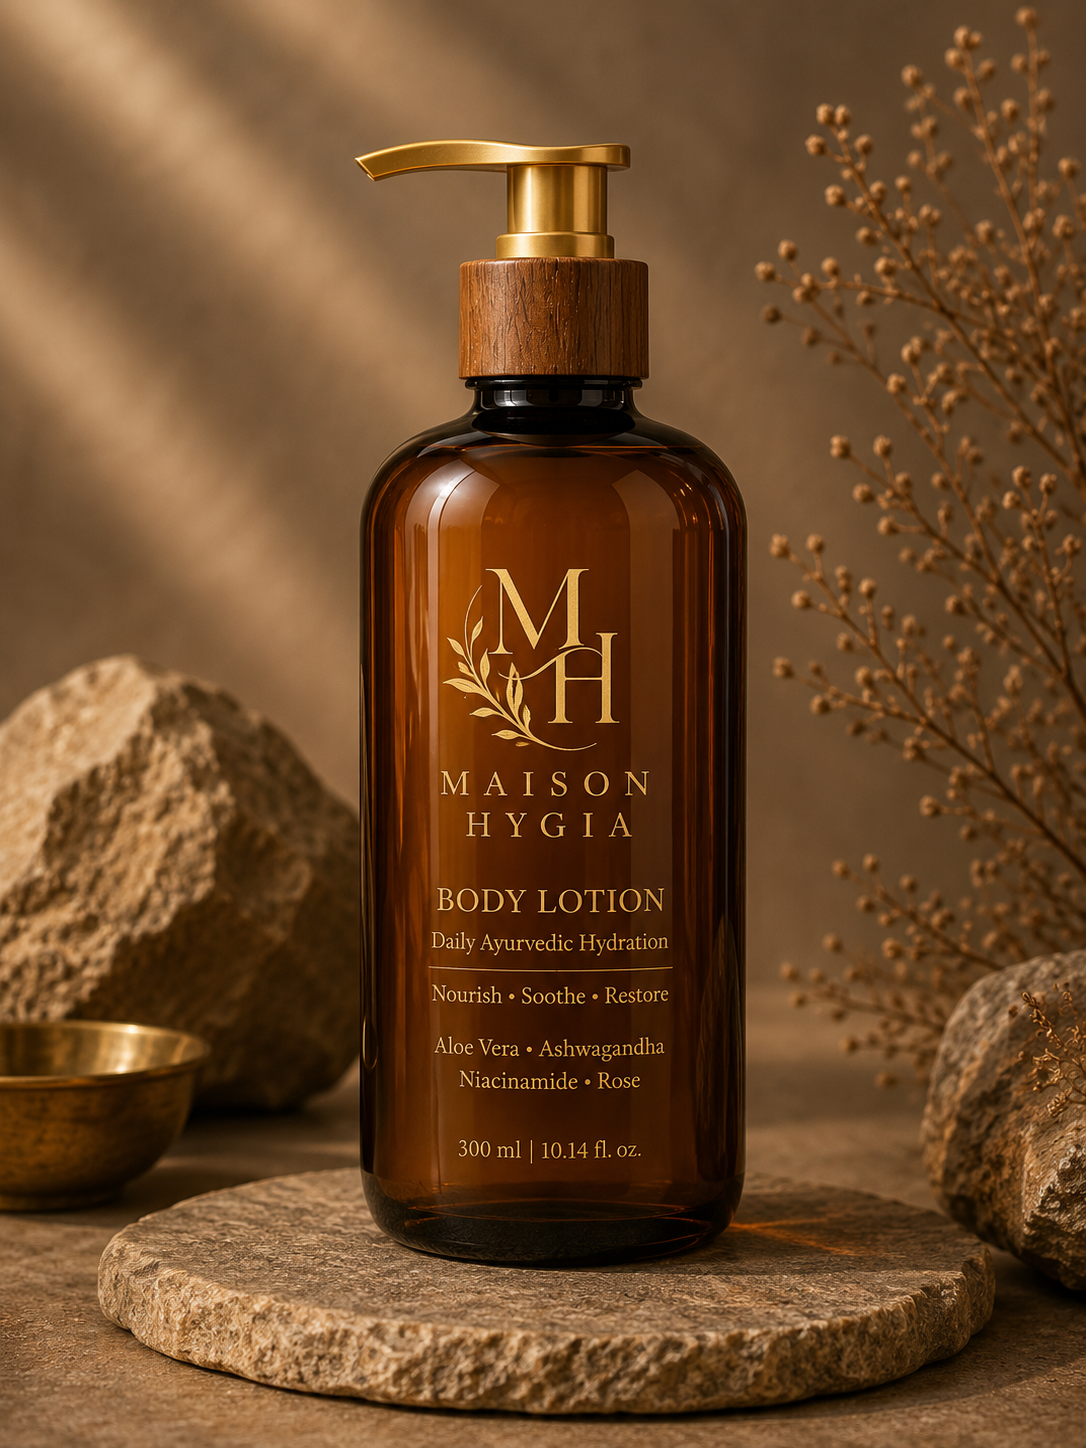 MH
MAISON
HYGIA
BODY LOTION
Daily Ayurvedic Hydration
Nourish • Soothe • Restore
Aloe Vera • Ashwagandha
Niacinamide • Rose
300 ml | 10.14 fl. oz.